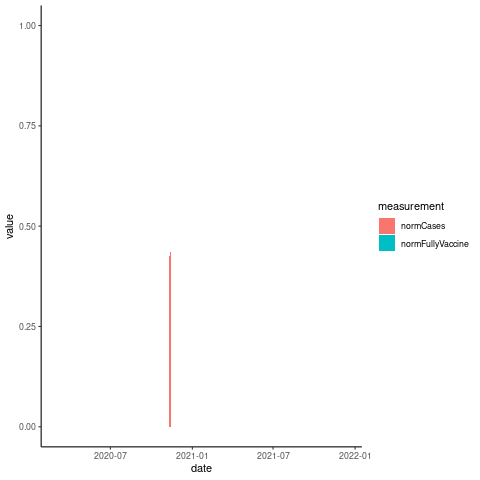 1.00
0.75
0.50
0.25
0.00
value
2020-07
2021-01
2021-07
2022-01
date
measurement
normCases
normFullyVaccine